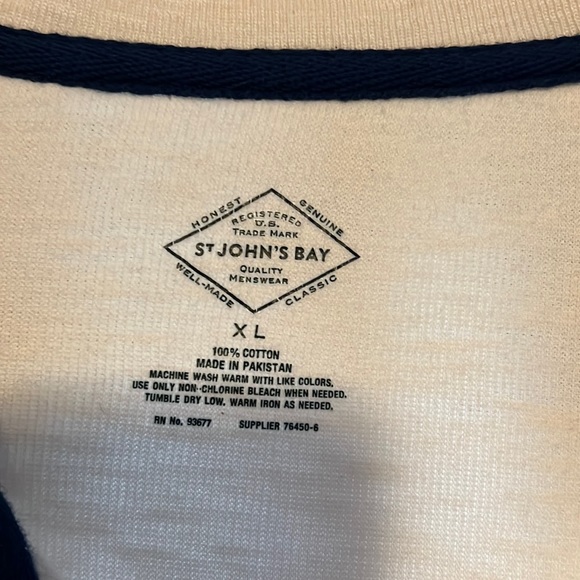 HONEST GENUINE
REGISTERED
U.S.
TRADE MARK
ST JOHN'S BAY
QUALITY
MENSWEAR
WELL-MADE CLASSIC
XL
100% COTTON
MADE IN PAKISTAN
MACHINE WASH WARM WITH LIKE COLORS.
USE ONLY NON-CHLORINE BLEACH WHEN NEEDED.
TUMBLE DRY LOW. WARM IRON AS NEEDED.
RN No. 93677 SUPPLIER 76450-6